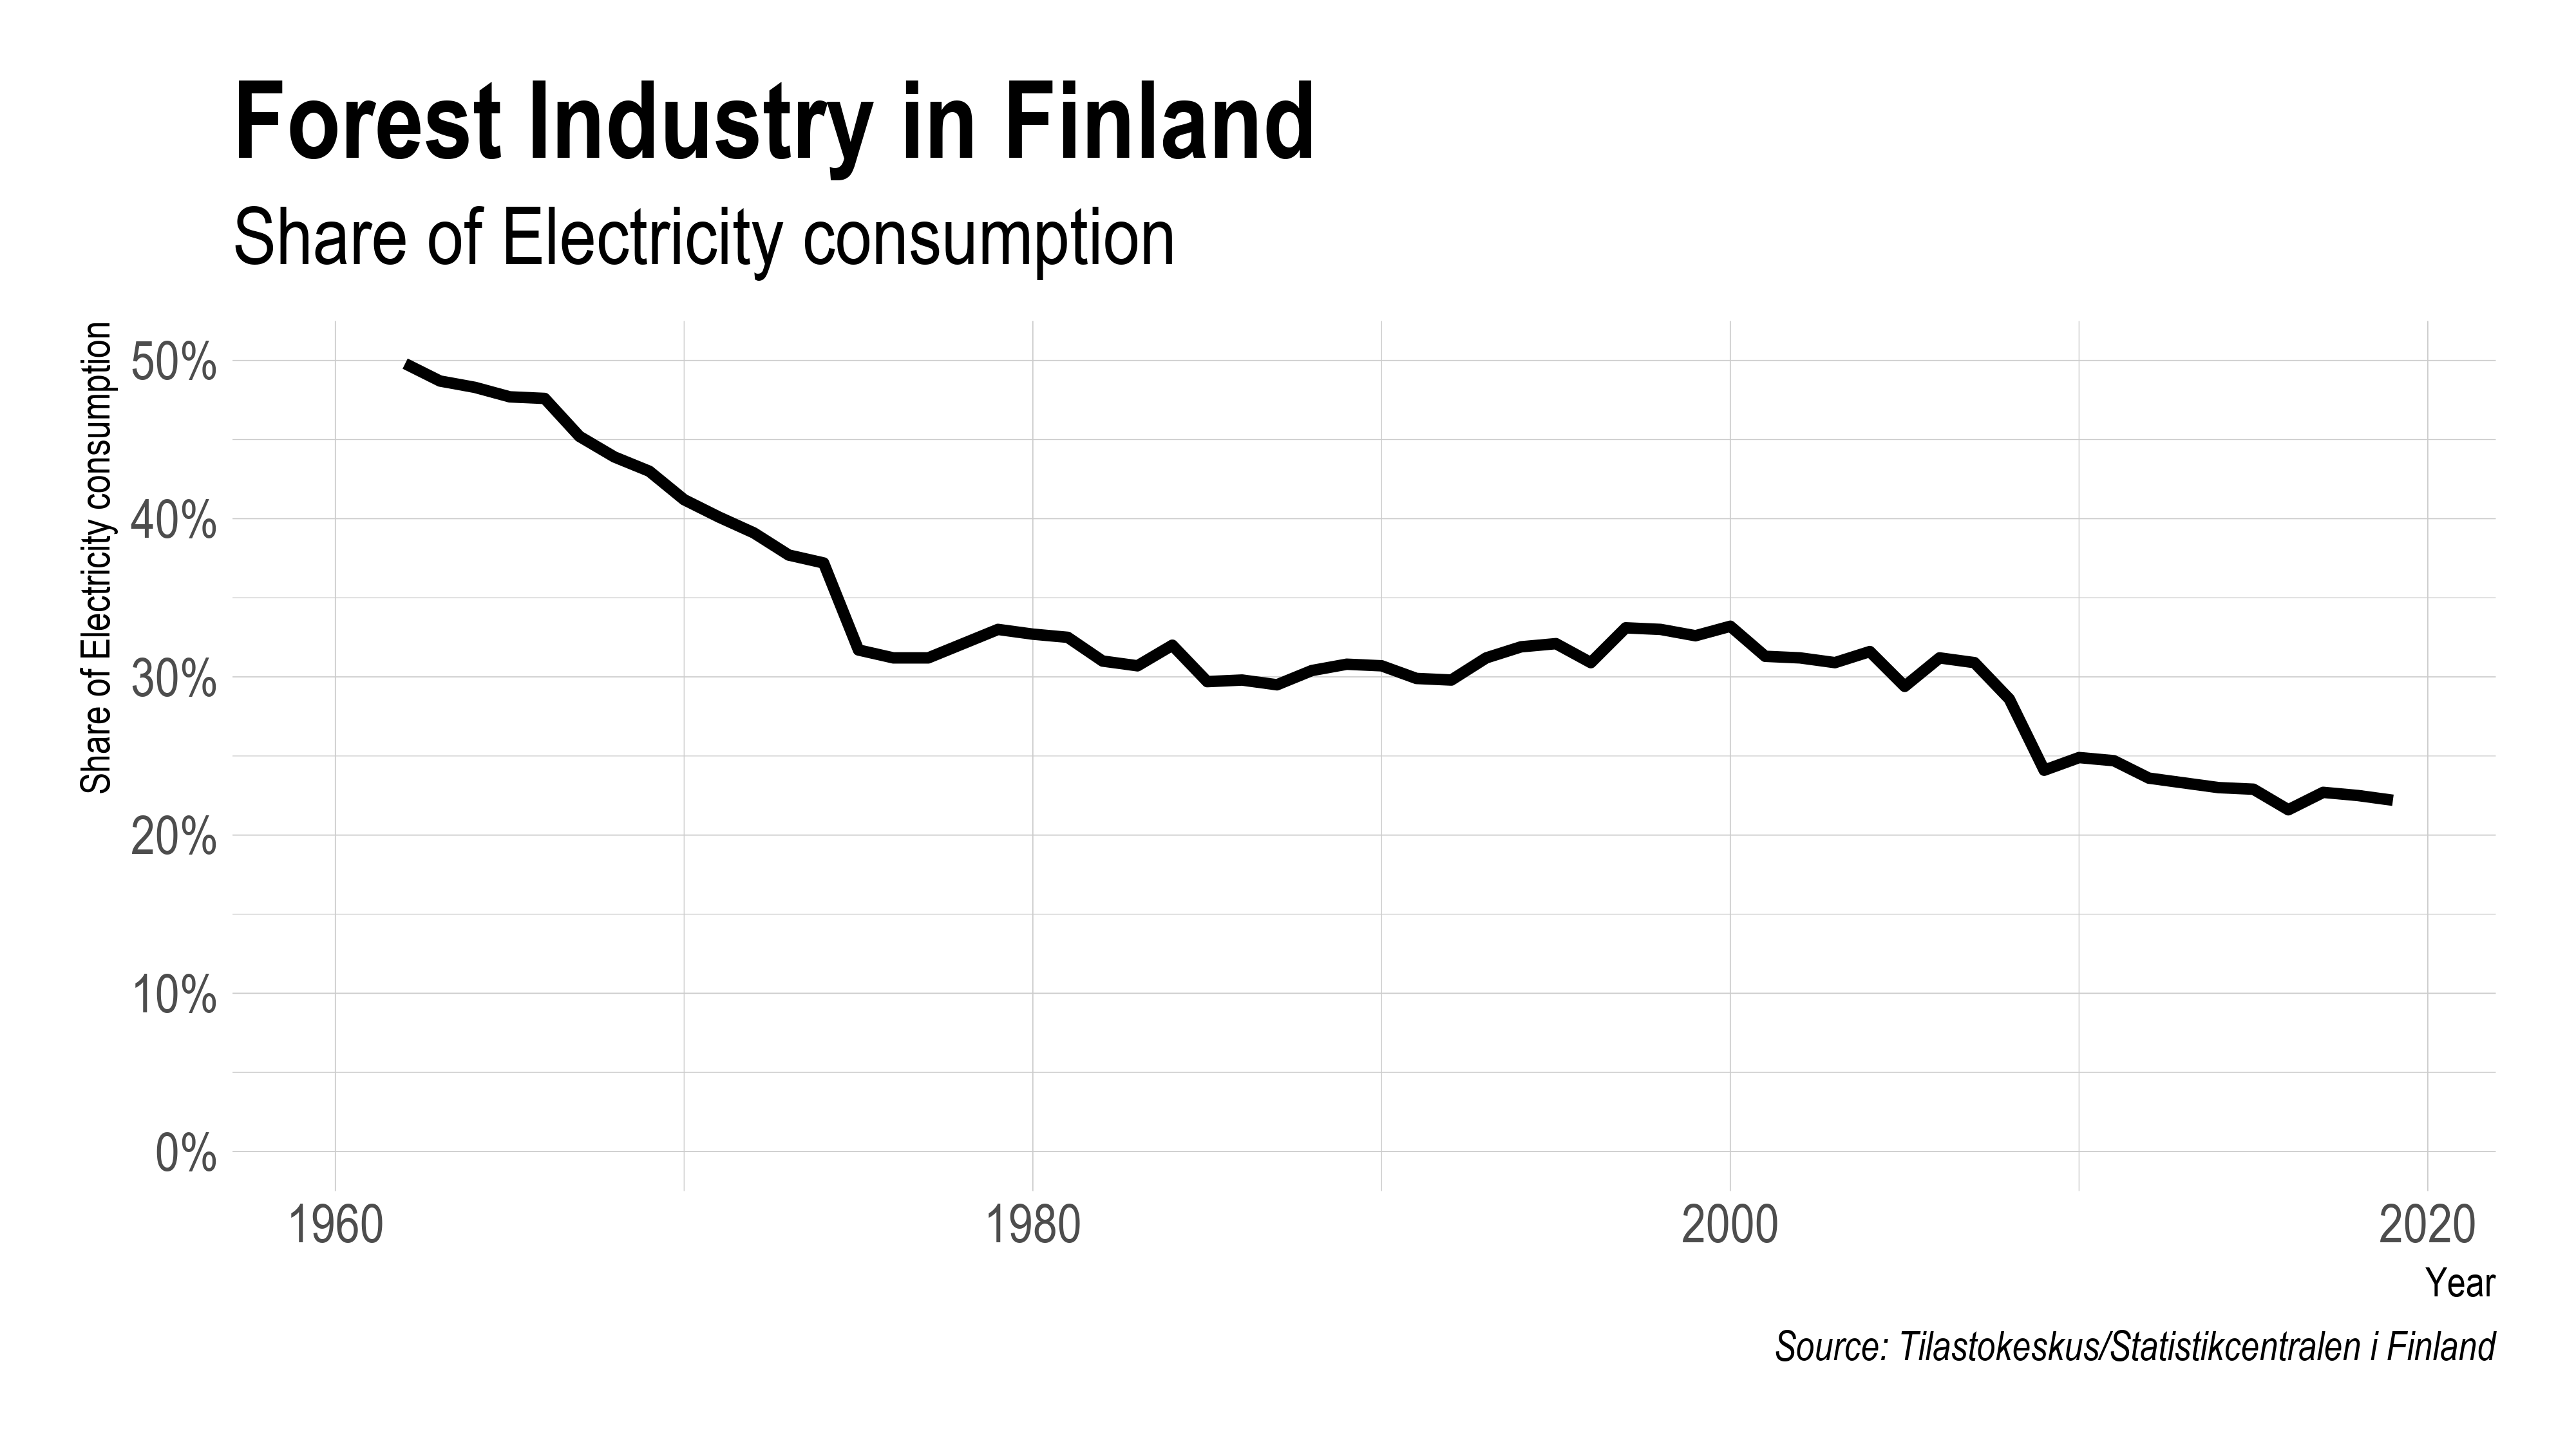 Forest Industry in Finland
Share of Electricity consumption
Share of Electricity consumption
50%
40%
30%
20%
10%
0%
1960
1980
2000
2020
Year
Source: Tilastokeskus/Statistikcentralen i Finland